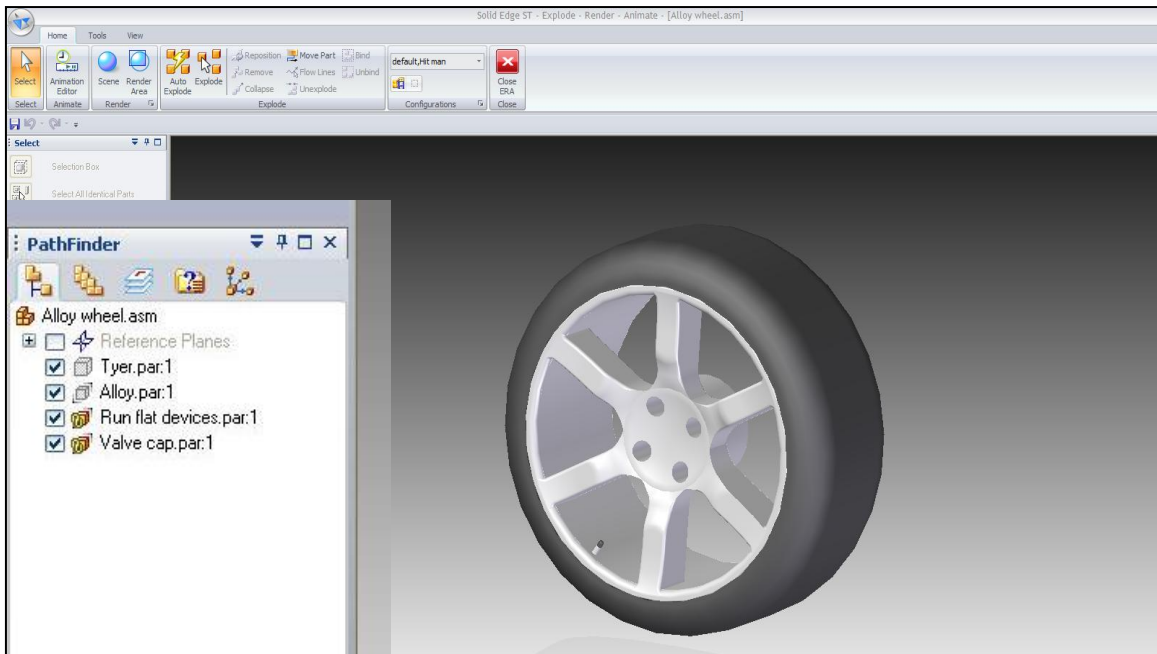 Solid Edge ST - Explode - Render - Animate - [Alloy wheel.asm]
Home Tools View
Select
Animation Editor
Scene
Render Area
Auto Explode
Explode
Reposition
Remove
Collapse
Move Part
Flow Lines
Unexplode
Bind
Unbind
default,Hit man
Close ERA
Select Animate Render Explode Configurations Close
Select
Selection Box
Select All Identical Parts
PathFinder
Alloy wheel.asm
Reference Planes
Tyer.par:1
Alloy.par:1
Run flat devices.par:1
Valve cap.par:1